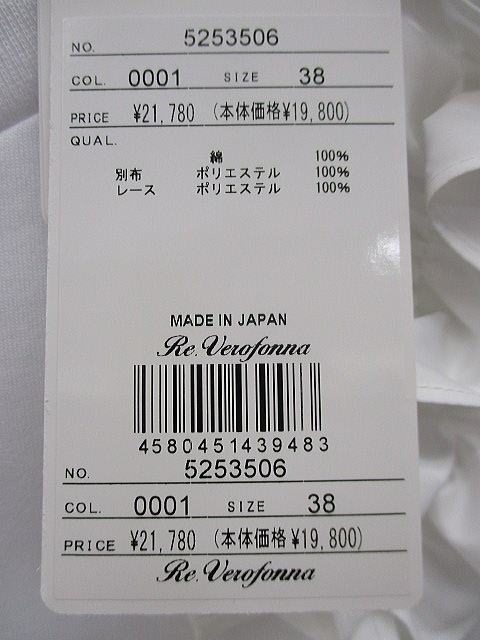 NO. 5253506
COL. 0001 SIZE 38
PRICE ¥21,780 (本体価格¥19,800)
QUAL.
綿 100%
別布 ポリエステル 100%
レース ポリエステル 100%
MADE IN JAPAN
Re.Verofonna
4580451439483
NO. 5253506
COL. 0001 SIZE 38
PRICE ¥21,780 (本体価格¥19,800)
Re.Verofonna